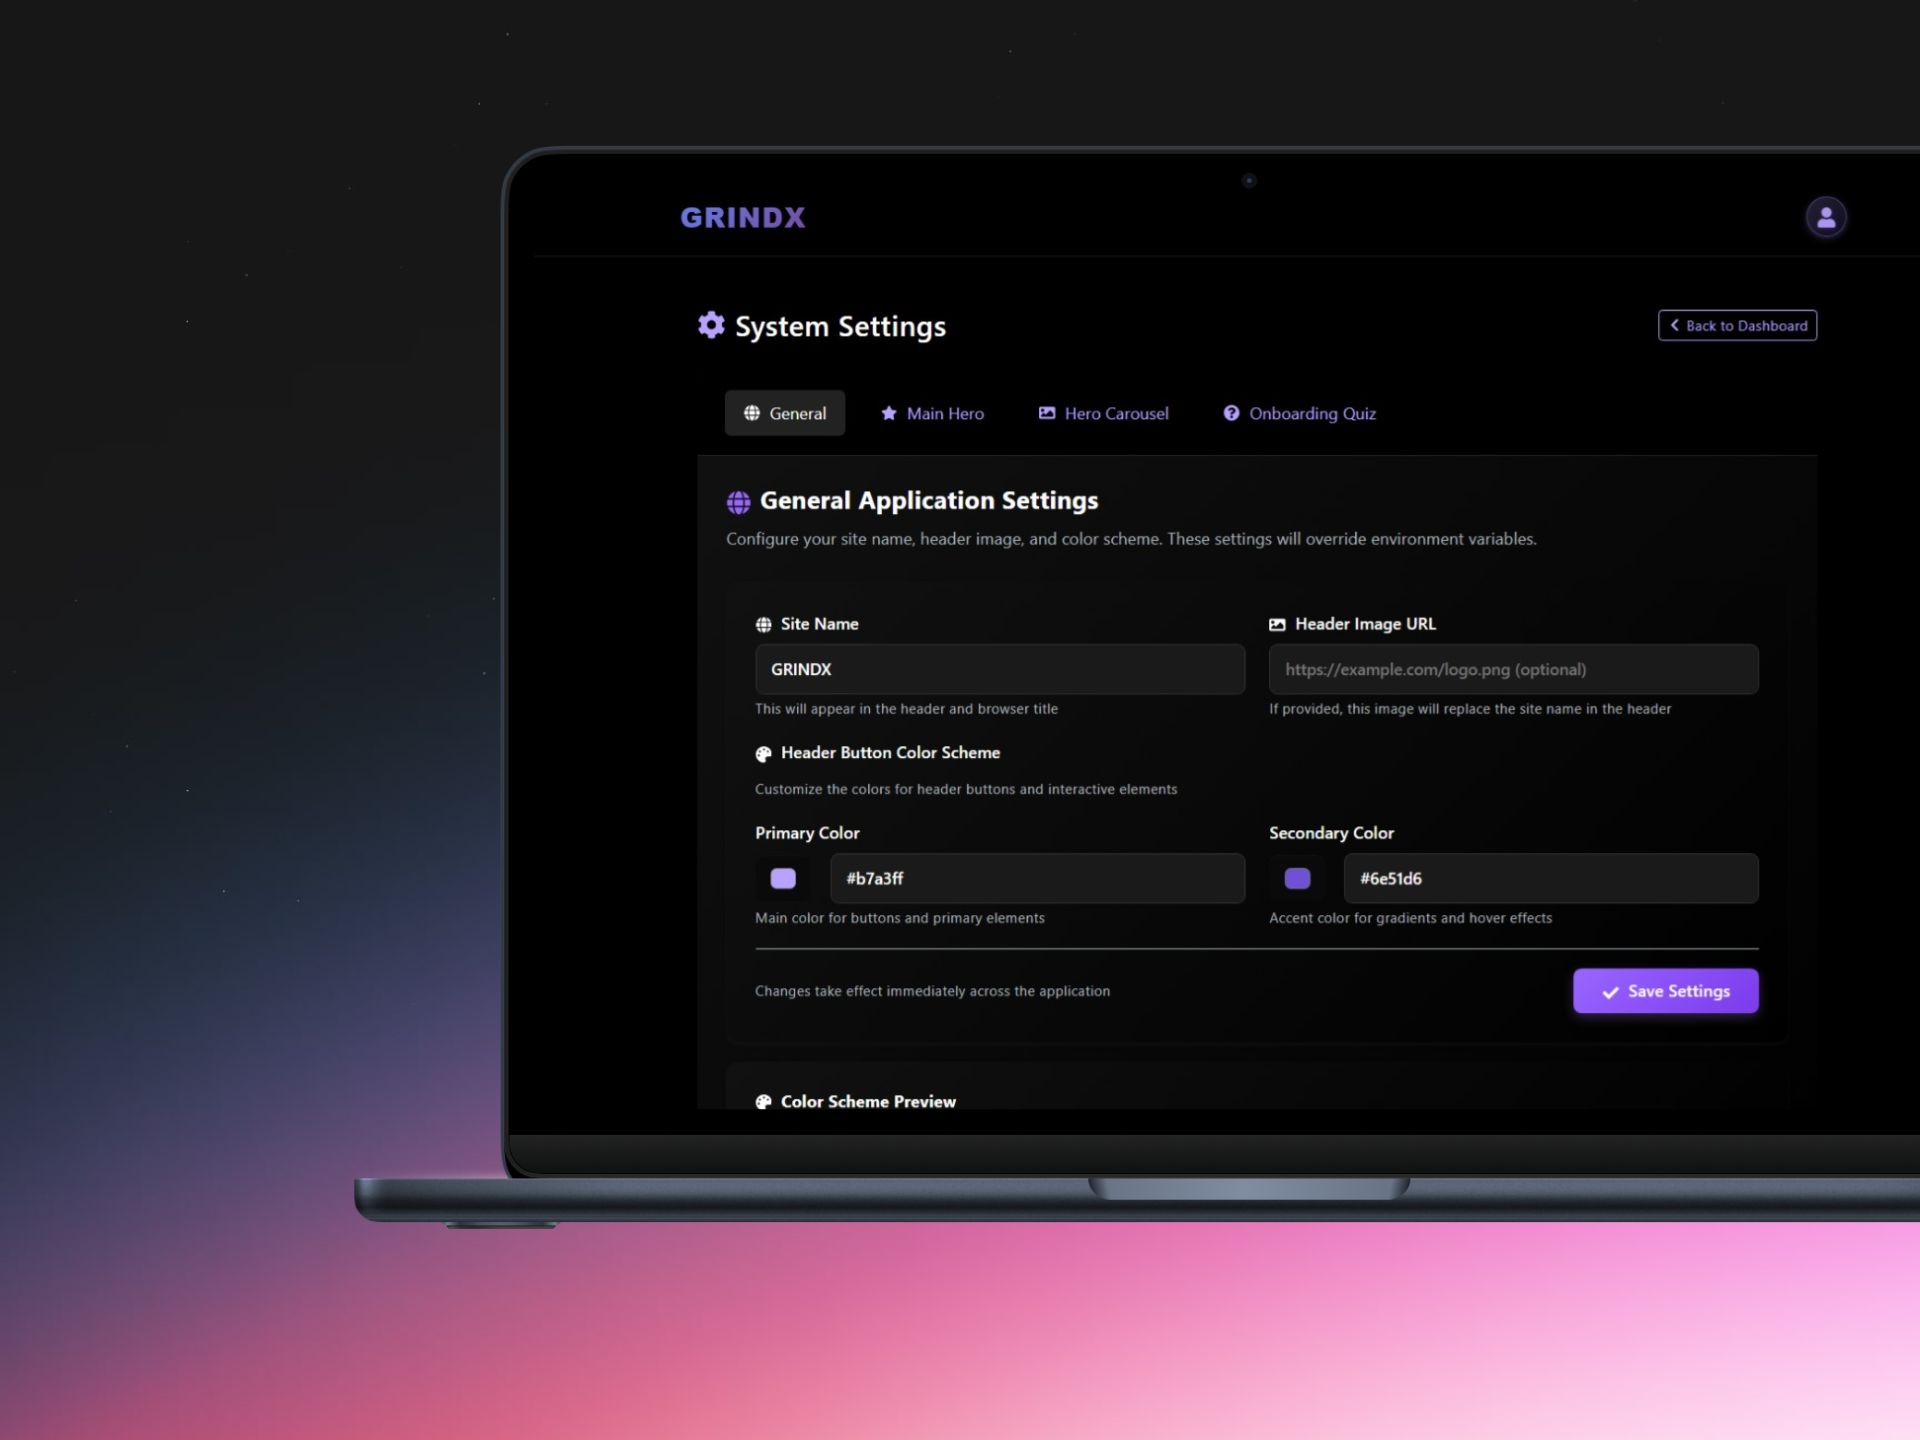 GRINDX
System Settings
Back to Dashboard
General
Main Hero
Hero Carousel
Onboarding Quiz
General Application Settings
Configure your site name, header image, and color scheme. These settings will override environment variables.
Site Name
Header Image URL
GRINDX
https://example.com/logo.png (optional)
This will appear in the header and browser title
If provided, this image will replace the site name in the header
Header Button Color Scheme
Customize the colors for header buttons and interactive elements
Primary Color
Secondary Color
#b7a3ff
#6e51d6
Main color for buttons and primary elements
Accent color for gradients and hover effects
Changes take effect immediately across the application
Save Settings
Color Scheme Preview